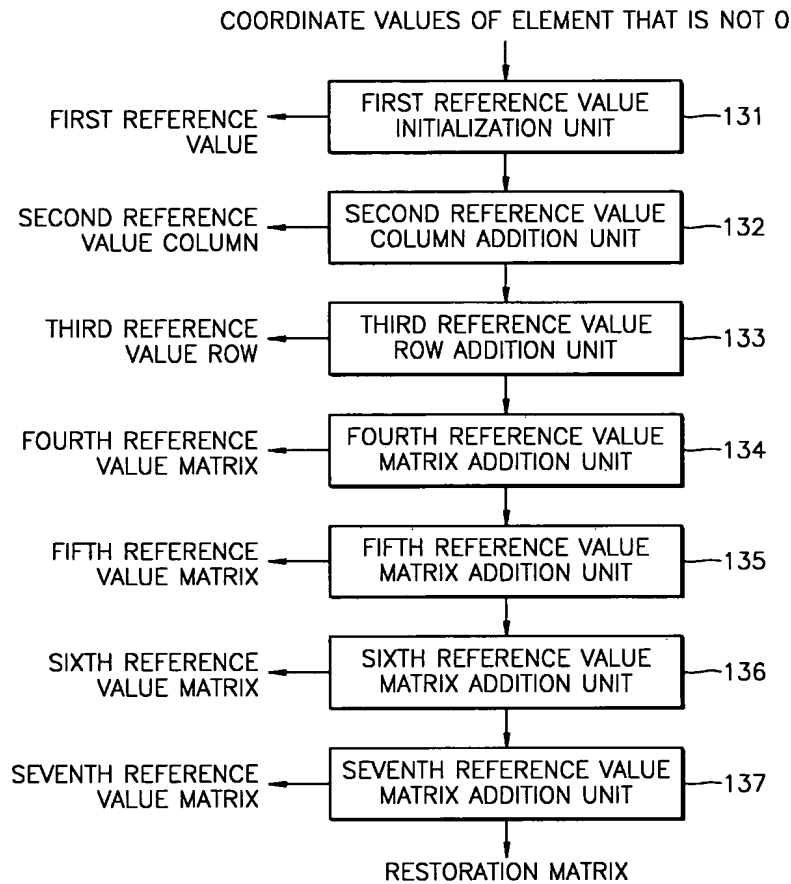 COORDINATE VALUES OF ELEMENT THAT IS NOT 0
FIRST REFERENCE
VALUE
FIRST REFERENCE VALUE
INITIALIZATION UNIT
131
SECOND REFERENCE
VALUE COLUMN
SECOND REFERENCE VALUE
COLUMN ADDITION UNIT
132
THIRD REFERENCE
VALUE ROW
THIRD REFERENCE VALUE
ROW ADDITION UNIT
133
FOURTH REFERENCE
VALUE MATRIX
FOURTH REFERENCE VALUE
MATRIX ADDITION UNIT
134
FIFTH REFERENCE
VALUE MATRIX
FIFTH REFERENCE VALUE
MATRIX ADDITION UNIT
135
SIXTH REFERENCE
VALUE MATRIX
SIXTH REFERENCE VALUE
MATRIX ADDITION UNIT
136
SEVENTH REFERENCE
VALUE MATRIX
SEVENTH REFERENCE VALUE
MATRIX ADDITION UNIT
137
RESTORATION MATRIX